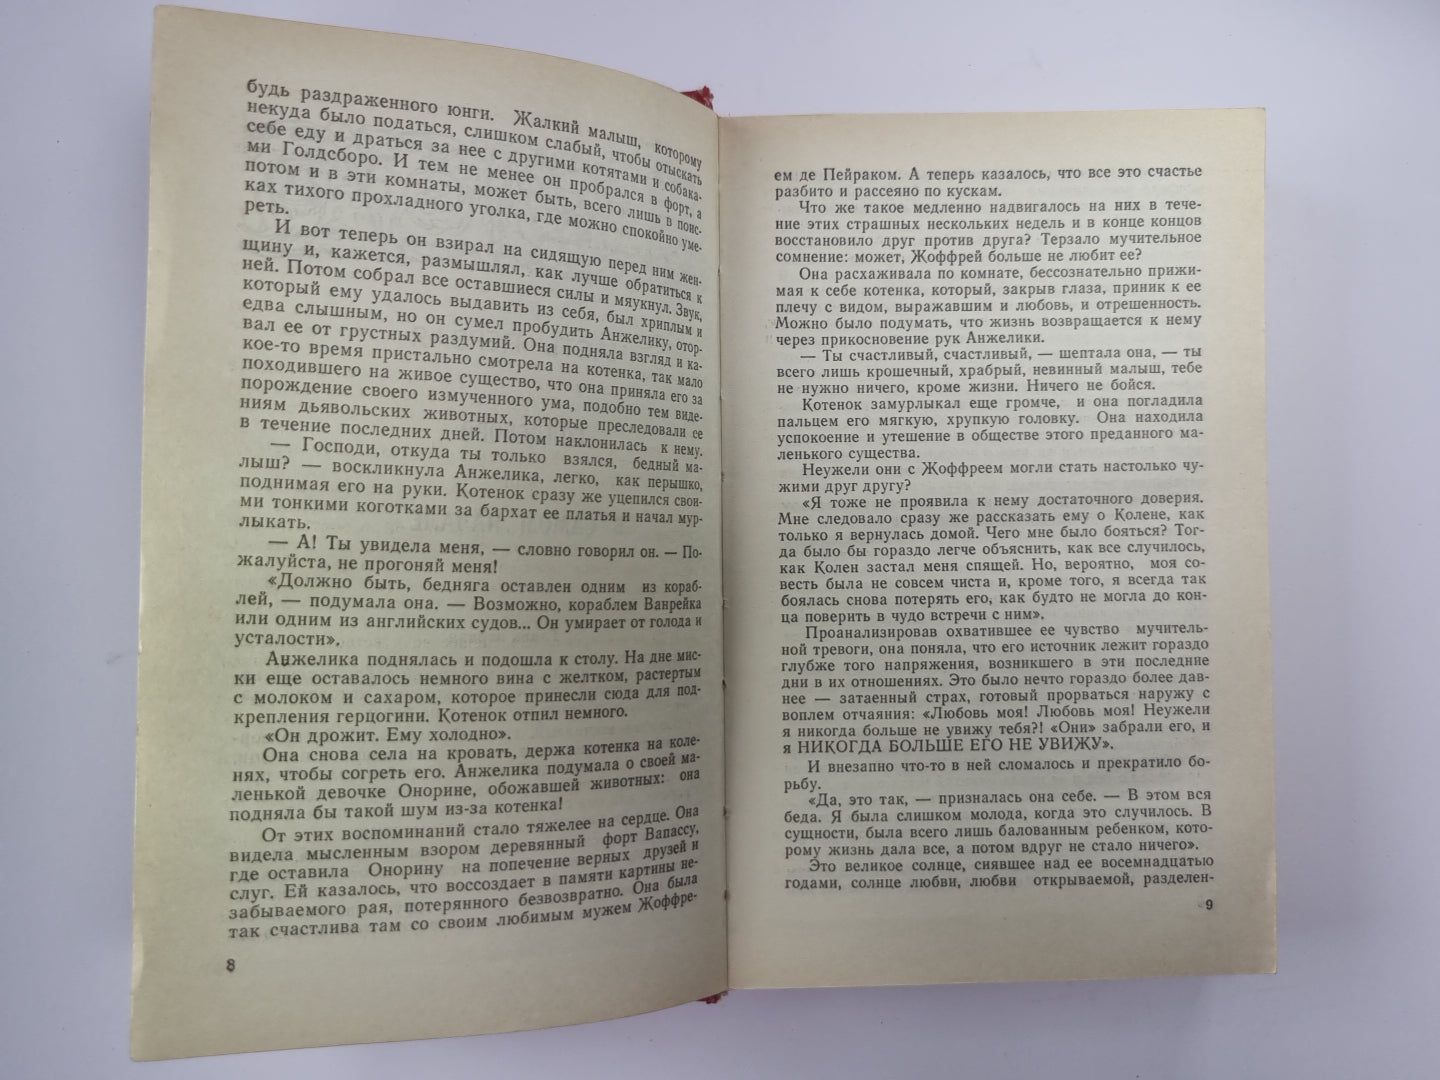 будь раздраженного юнги. Жалкий малыш, которому
некуда было податься, слишком слабый, чтобы отыскать
себе еду и драться за нее с другими котятами и собака-
ми Голдсборо. И тем не менее он пробрался в форт, а
потом и в эти комнаты, может быть, всего лишь в поис-
ках тихого прохладного уголка, где можно спокойно уме-
реть.
И вот теперь он взирал на сидящую перед ним жен-
щину и, кажется, размышлял, как лучше обратиться к
ней. Потом собрал все оставшиеся силы и мяукнул. Звук,
который ему удалось выдавить из себя, был хриплым и
едва слышным, но он сумел пробудить Анжелику, отор-
вал ее от грустных раздумий. Она подняла взгляд и ка-
кое-то время пристально смотрела на котенка, так мало
походившего на живое существо, что она приняла его за
порождение своего измученного ума, подобно тем виде-
ниям дьявольских животных, которые преследовали ее
в течение последних дней. Потом наклонилась к нему.
— Господи, откуда ты только взялся, бедный ма-
лыш? — воскликнула Анжелика, легко, как перышко,
поднимая его на руки. Котенок сразу же уцепился свои-
ми тонкими коготками за бархат ее платья и начал мур-
лыкать.
— А! Ты увидела меня, — словно говорил он. — По-
жалуйста, не прогоняй меня!
«Должно быть, бедняга оставлен одним из кораб-
лей, — подумала она. — Возможно, кораблем Ванрейка
или одним из английских судов... Он умирает от голода и
усталости».
Анжелика поднялась и подошла к столу. На дне мис-
ки еще оставалось немного вина с желтком, растертым
с молоком и сахаром, которое принесли сюда для под-
крепления герцогини. Котенок отпил немного.
«Он дрожит. Ему холодно».
Она снова села на кровать, держа котенка на коле-
нях, чтобы согреть его. Анжелика подумала о своей ма-
ленькой девочке Онорине, обожавшей животных: она
подняла бы такой шум из-за котенка!
От этих воспоминаний стало тяжелее на сердце. Она
видела мысленным взором деревянный форт Вапассу,
где оставила Онорину на попечение верных друзей и
слуг. Ей казалось, что воссоздает в памяти картины не-
забываемого рая, потерянного безвозвратно. Она была
так счастлива там со своим любимым мужем Жоффре-
8
ем де Пейраком. А теперь казалось, что все это счастье
разбито и рассеяно по кускам.
Что же такое медленно надвигалось на них в тече-
ние этих страшных нескольких недель и в конце концов
восстановило друг против друга? Терзало мучительное
сомнение: может, Жоффрей больше не любит ее?
Она расхаживала по комнате, бессознательно прижи-
мая к себе котенка, который, закрыв глаза, приник к ее
плечу с видом, выражавшим и любовь, и отрешенность.
Можно было подумать, что жизнь возвращается к нему
через прикосновение рук Анжелики.
— Ты счастливый, счастливый, — шептала она, — ты
всего лишь крошечный, храбрый, невинный малыш, тебе
не нужно ничего, кроме жизни. Ничего не бойся.
Котенок замурлыкал еще громче, и она погладила
пальцем его мягкую, хрупкую головку. Она находила
успокоение и утешение в обществе этого преданного ма-
ленького существа.
Неужели они с Жоффреем могли стать настолько чу-
жими друг другу?
«Я тоже не проявила к нему достаточного доверия.
Мне следовало сразу же рассказать ему о Колене, как
только я вернулась домой. Чего мне было бояться? Тог-
да было бы гораздо легче объяснить, как все случилось,
как Колен застал меня спящей. Но, вероятно, моя со-
весть была не совсем чиста и, кроме того, я всегда так
боялась снова потерять его, как будто не могла до кон-
ца поверить в чудо встречи с ним».
Проанализировав охватившее ее чувство мучитель-
ной тревоги, она поняла, что его источник лежит гораздо
глубже того напряжения, возникшего в эти последние
дни в их отношениях. Это было нечто гораздо более дав-
нее — затаенный страх, готовый прорваться наружу с
воплем отчаяния: «Любовь моя! Любовь моя! Неужели
я никогда больше не увижу тебя?! «Они» забрали его, и
я НИКОГДА БОЛЬШЕ ЕГО НЕ УВИЖУ».
И внезапно что-то в ней сломалось и прекратило бо-
рьбу.
«Да, это так, — призналась она себе. — В этом вся
беда. Я была слишком молода, когда это случилось. В
сущности, была всего лишь балованным ребенком, кото-
рому жизнь дала все, а потом вдруг не стало ничего».
Это великое солнце, сиявшее над ее восемнадцатью
годами, солнце любви, любви открываемой, разделен-
9